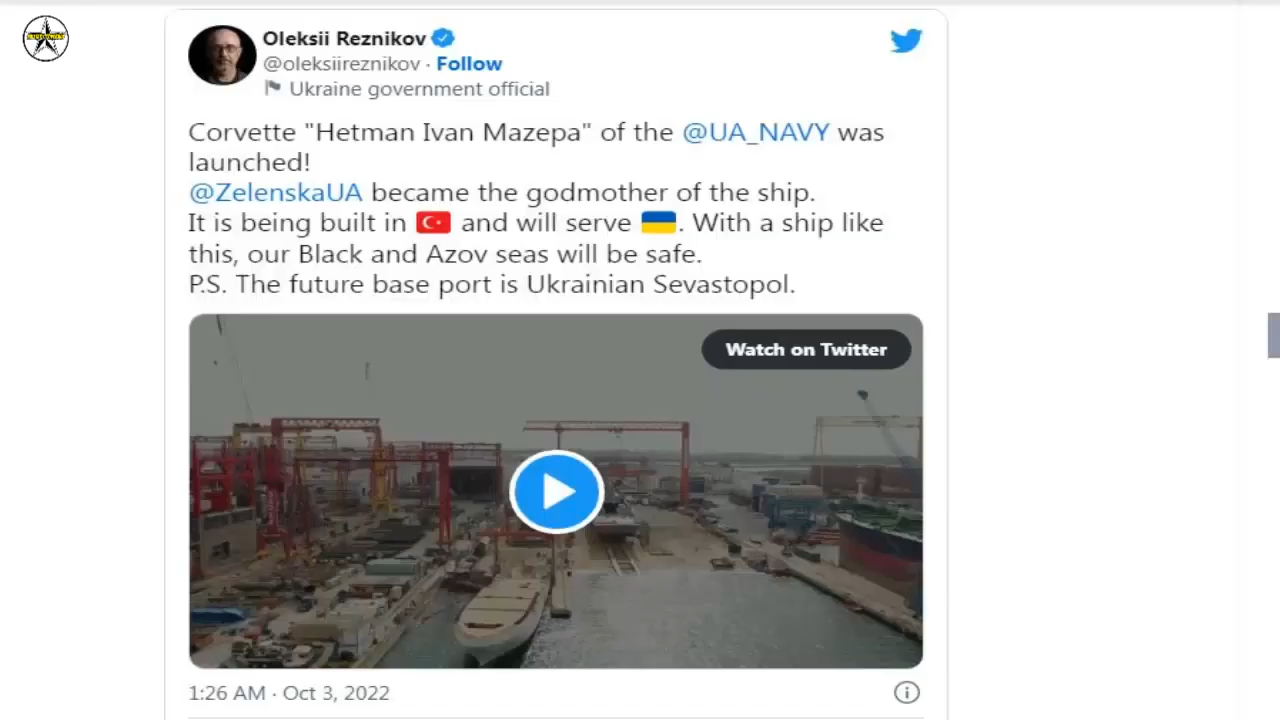 Oleksii Reznikov
@oleksiireznikov · Follow
Ukraine government official
Corvette "Hetman Ivan Mazepa" of the @UA_NAVY was
launched!
@ZelenskaUA became the godmother of the ship.
It is being built in 🇹🇷 and will serve 🇺🇦. With a ship like
this, our Black and Azov seas will be safe.
P.S. The future base port is Ukrainian Sevastopol.
Watch on Twitter
1:26 AM · Oct 3, 2022